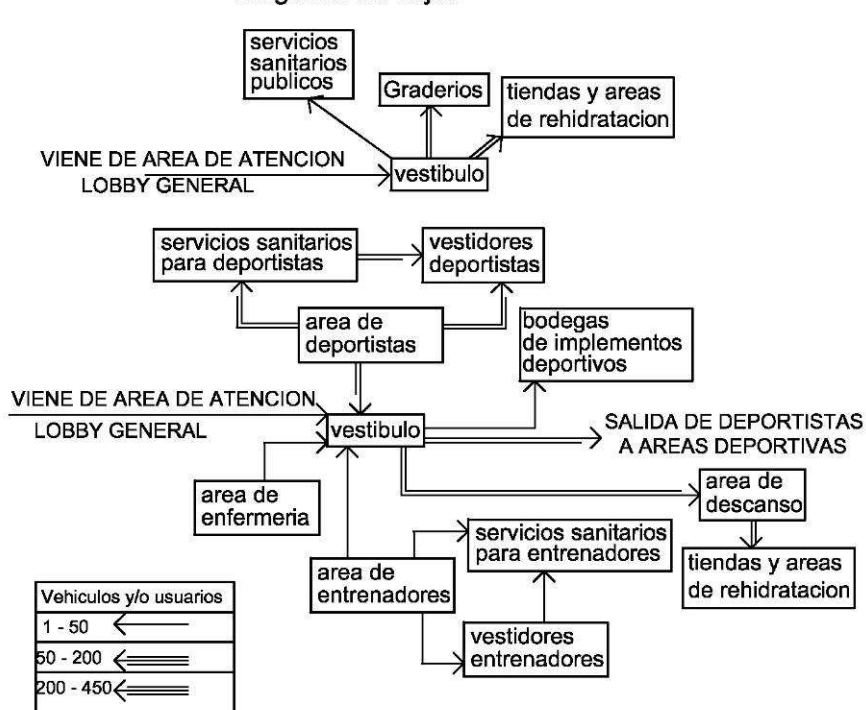 servicios
sanitarios
publicos
Graderios
tiendas y areas
de rehidratacion
VIENE DE AREA DE ATENCION
LOBBY GENERAL
vestibulo
servicios sanitarios
para deportistas
vestidores
deportistas
area de
deportistas
bodegas
de implementos
deportivos
VIENE DE AREA DE ATENCION
LOBBY GENERAL
vestibulo
SALIDA DE DEPORTISTAS
A AREAS DEPORTIVAS
area de
enfermeria
area de
descanso
servicios sanitarios
para entrenadores
tiendas y areas
de rehidratacion
area de
entrenadores
vestidores
entrenadores
Vehiculos y/o usuarios
1 - 50
50 - 200
200 - 450